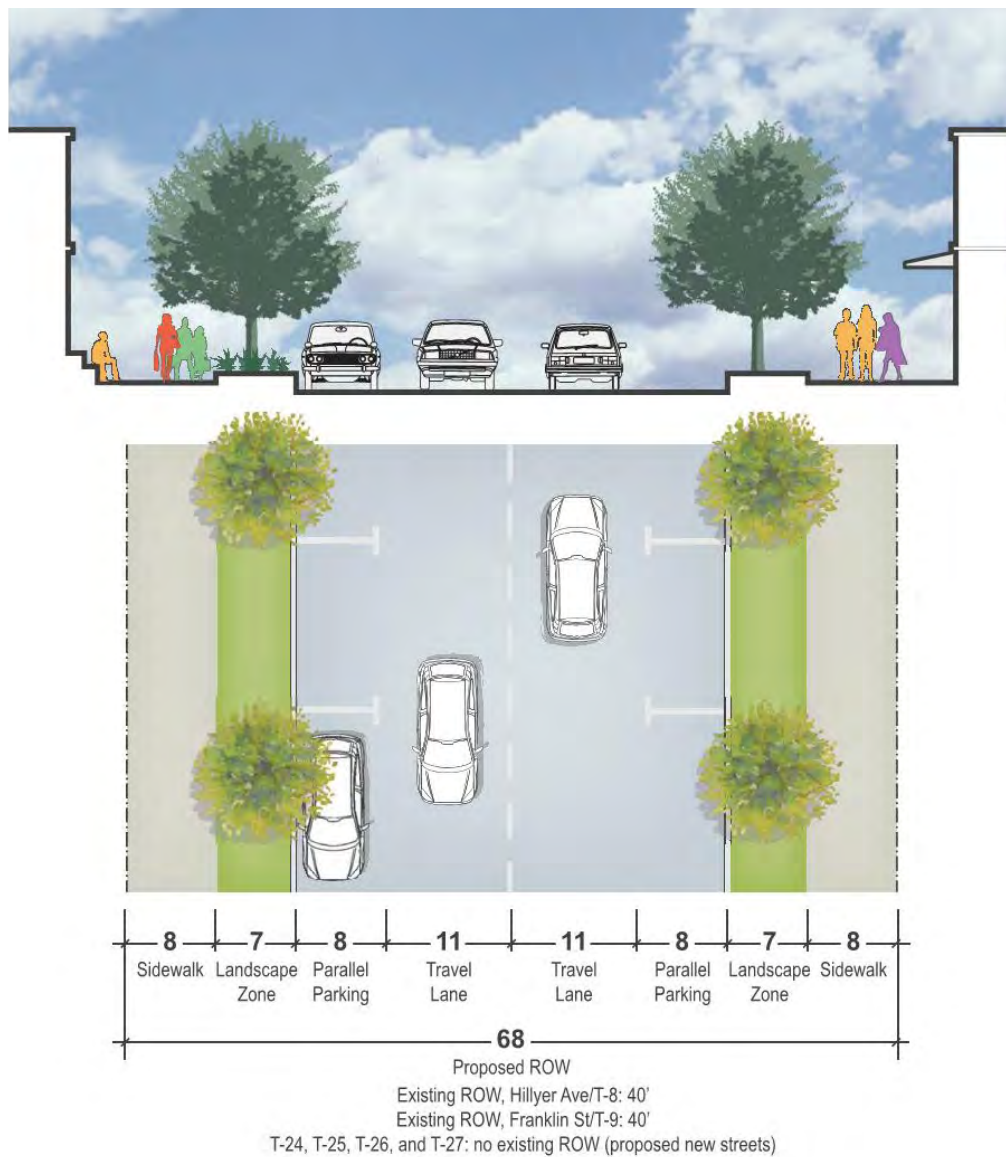 8 7 8 11 11 8 7 8
Sidewalk Landscape Zone Parallel Parking Travel Lane Travel Lane Parallel Parking Landscape Zone Sidewalk
68
Proposed ROW
Existing ROW, Hillyer Ave/T-8: 40'
Existing ROW, Franklin St/T-9: 40'
T-24, T-25, T-26, and T-27: no existing ROW (proposed new streets)